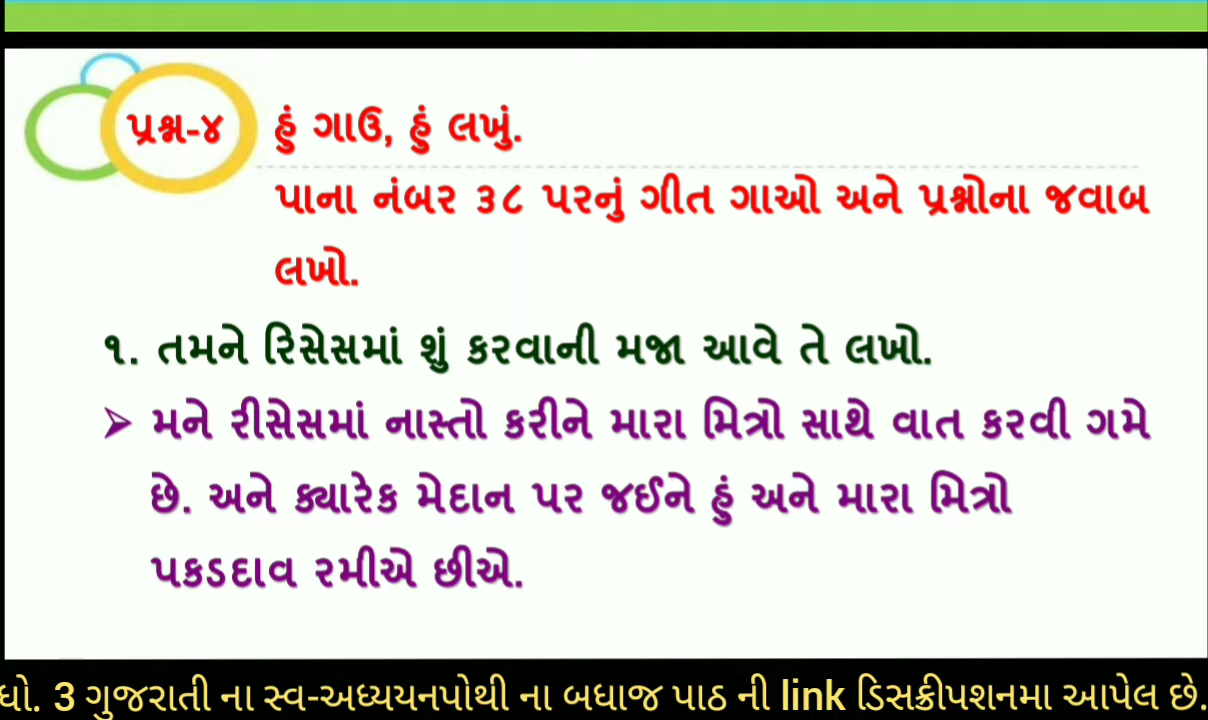 પ્રશ્ન-૪
હું ગાઉ, હું લખું.
પાના નંબર ૩૮ પરનું ગીત ગાઓ અને પ્રશ્નોના જવાબ
લખો.
૧. તમને રિસેસમાં શું કરવાની મજા આવે તે લખો.
➢ મને રીસેસમાં નાસ્તો કરીને મારા મિત્રો સાથે વાત કરવી ગમે
છે. અને ક્યારેક મેદાન પર જઈને હું અને મારા મિત્રો
પકડદાવ રમીએ છીએ.
ધો. 3 ગુજરાતી ના સ્વ-અધ્યયનપોથી ના બધાજ પાઠ ની link ડિસક્રીપશનમા આપેલ છે.